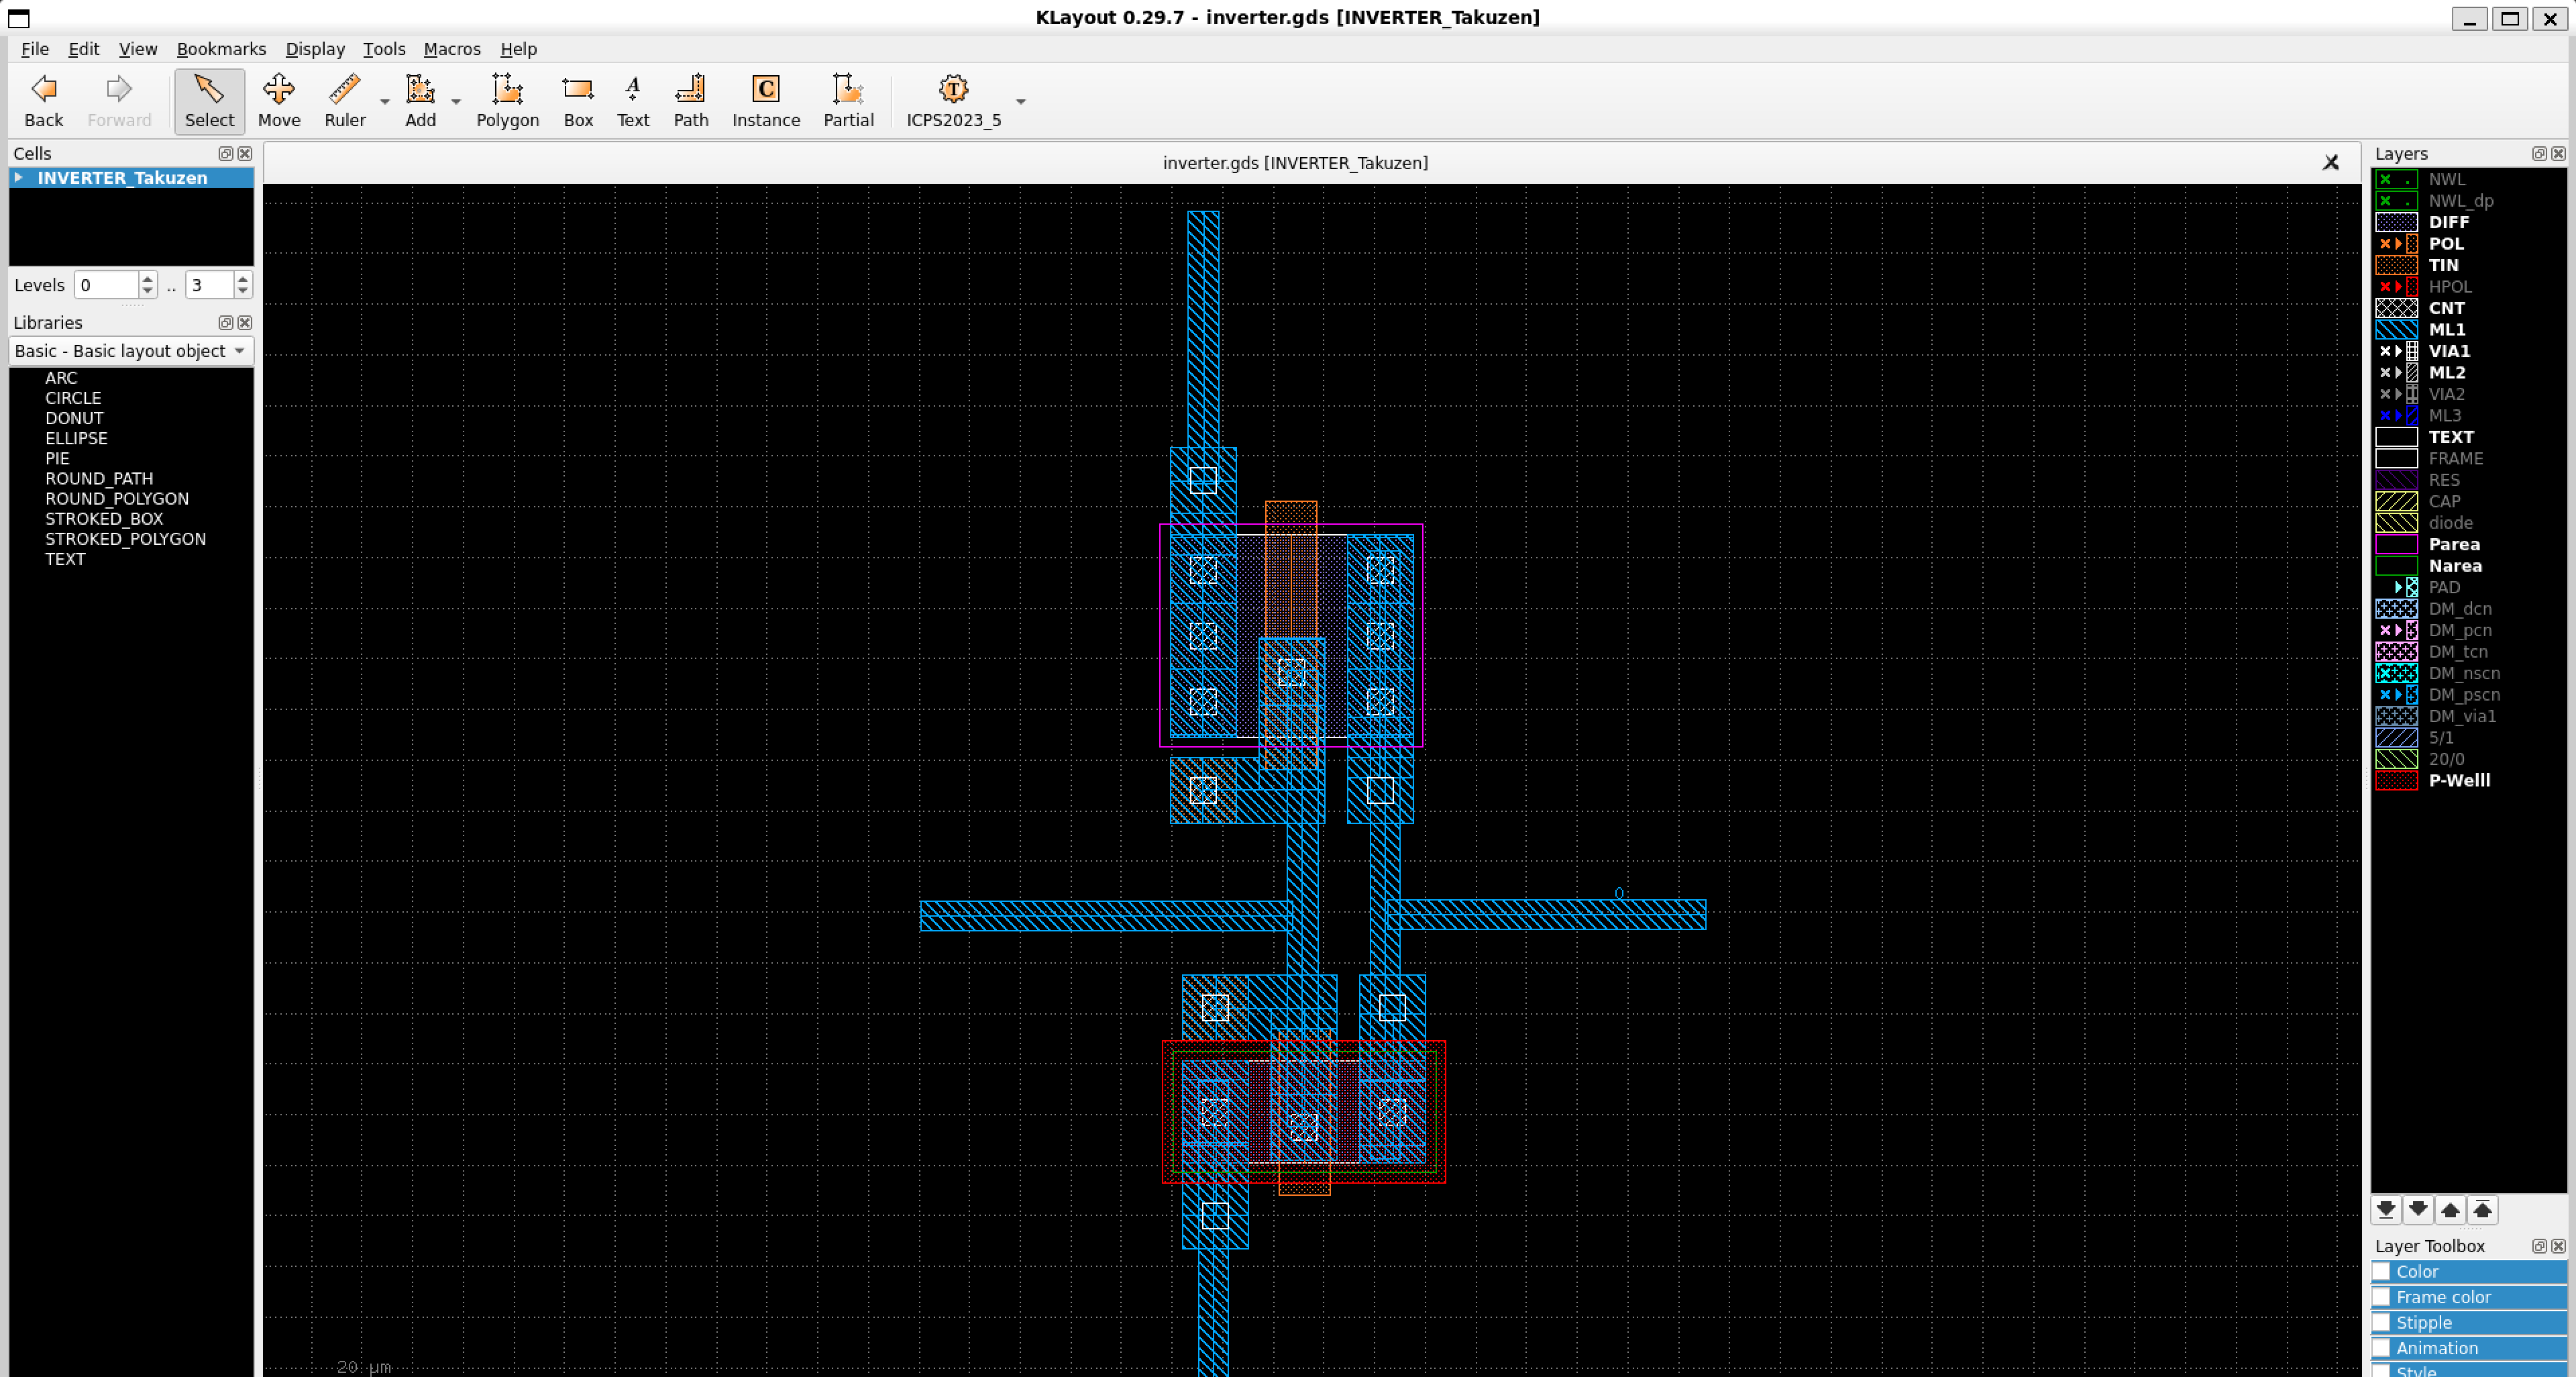 KLayout 0.29.7 - inverter.gds [INVERTER_Takuzen]
File Edit View Bookmarks Display Tools Macros Help
Back Forward Select Move Ruler Add Polygon Box Text Path Instance Partial ICPS2023_5
Cells
INVERTER_Takuzen
Levels 0 .. 3
Libraries
Basic - Basic layout object
ARC
CIRCLE
DONUT
ELLIPSE
PIE
ROUND_PATH
ROUND_POLYGON
STROKED_BOX
STROKED_POLYGON
TEXT
inverter.gds [INVERTER_Takuzen]
O
20 µm
Layers
NWL
NWL_dp
DIFF
POL
TIN
HPOL
CNT
ML1
VIA1
ML2
VIA2
ML3
TEXT
FRAME
RES
CAP
diode
Parea
Narea
PAD
DM_dcn
DM_pcn
DM_tcn
DM_nscn
DM_pscn
DM_via1
5/1
20/0
P-Welll
Layer Toolbox
Color
Frame color
Stipple
Animation
Style